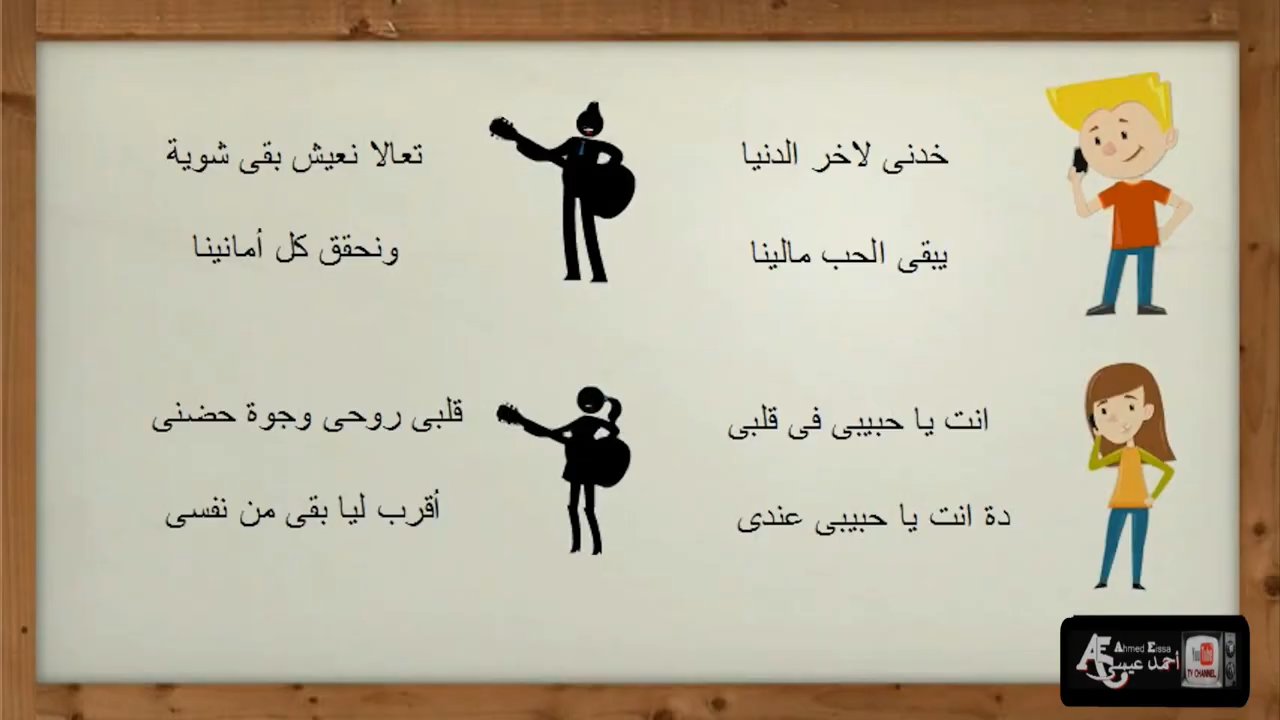 خدنى لاخر الدنيا
تعالا نعيش بقى شوية
يبقى الحب مالينا
ونحقق كل أمانينا
انت يا حبيبى فى قلبى
قلبى روحى وجوة حضنى
دة انت يا حبيبى عندى
أقرب ليا بقى من نفسى
Ahmed Eissa
أحمد عيسى
You Tube
TV CHANNEL